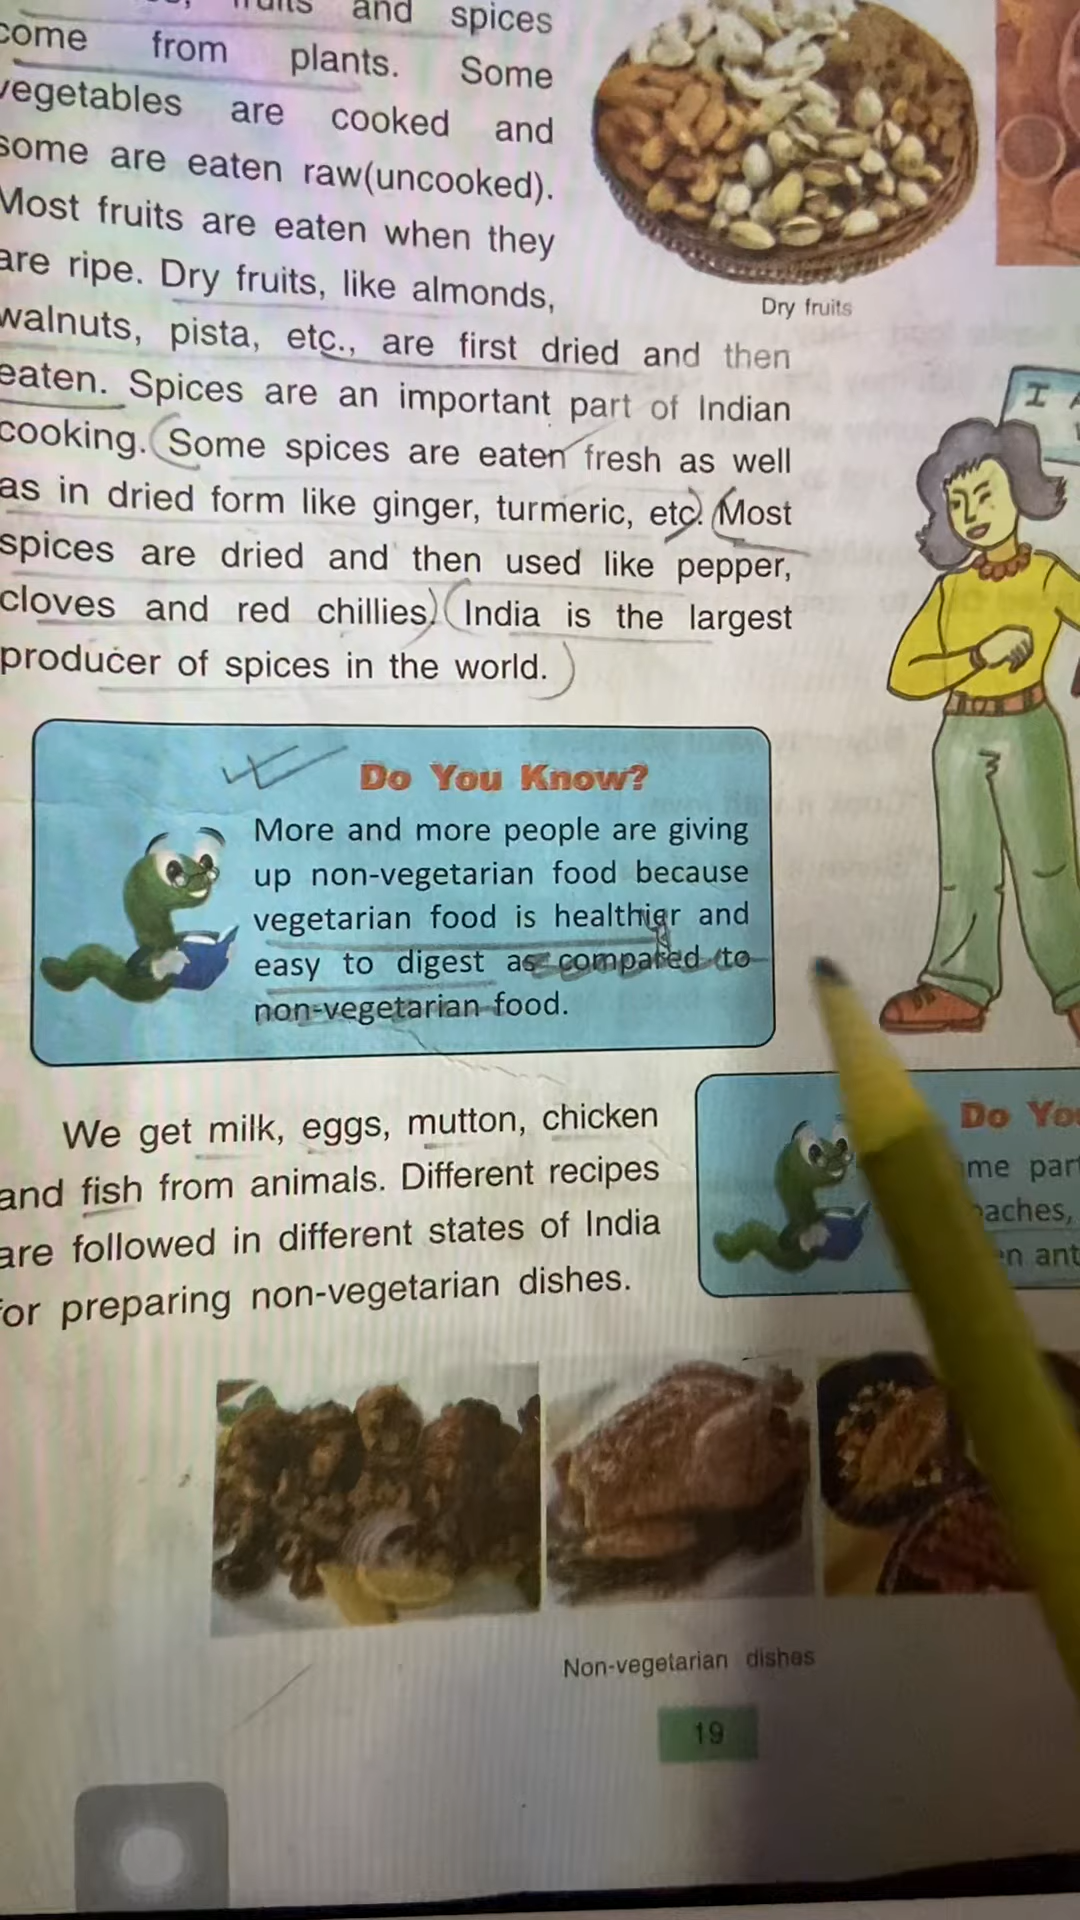 and spices
come from plants. Some
vegetables are cooked and
some are eaten raw(uncooked).
Most fruits are eaten when they
are ripe. Dry fruits, like almonds,
walnuts, pista, etc., are first dried and then
eaten. Spices are an important part of Indian
cooking. Some spices are eaten fresh as well
as in dried form like ginger, turmeric, etc. Most
spices are dried and then used like pepper,
cloves and red chillies. India is the largest
producer of spices in the world.
Dry fruits
I
Do You Know?
More and more people are giving
up non-vegetarian food because
vegetarian food is healthier and
easy to digest as compared to
non-vegetarian food.
We get milk, eggs, mutton, chicken
and fish from animals. Different recipes
are followed in different states of India
for preparing non-vegetarian dishes.
Do
Non-vegetarian dishes
19